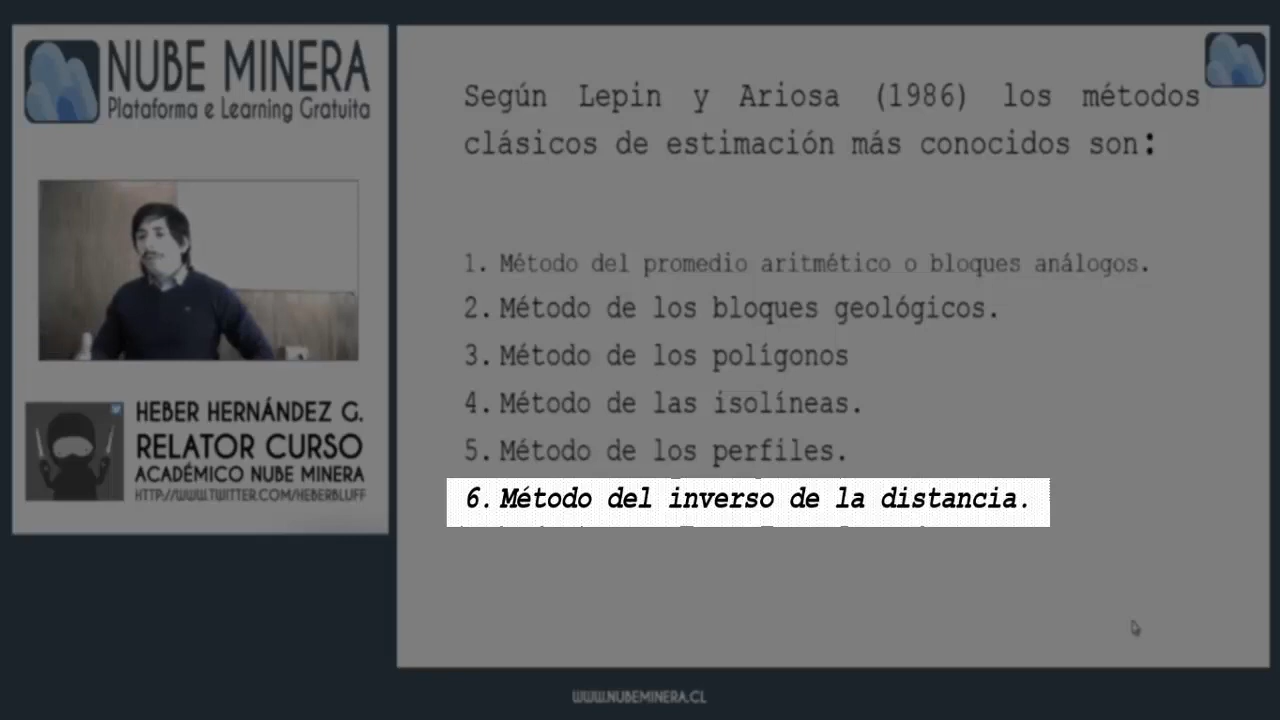 NUBE MINERA
Plataforma e Learning Gratuita
HEBER HERNÁNDEZ G.
RELATOR CURSO
ACADÉMICO NUBE MINERA
HTTP://WWW.TWITTER.COM/HEBERBLUFF
Según Lepin y Ariosa (1986) los métodos
clásicos de estimación más conocidos son:
1. Método del promedio aritmético o bloques análogos.
2. Método de los bloques geológicos.
3. Método de los polígonos
4. Método de las isolíneas.
5. Método de los perfiles.
6. Método del inverso de la distancia.
WWW.NUBEMINERA.CL